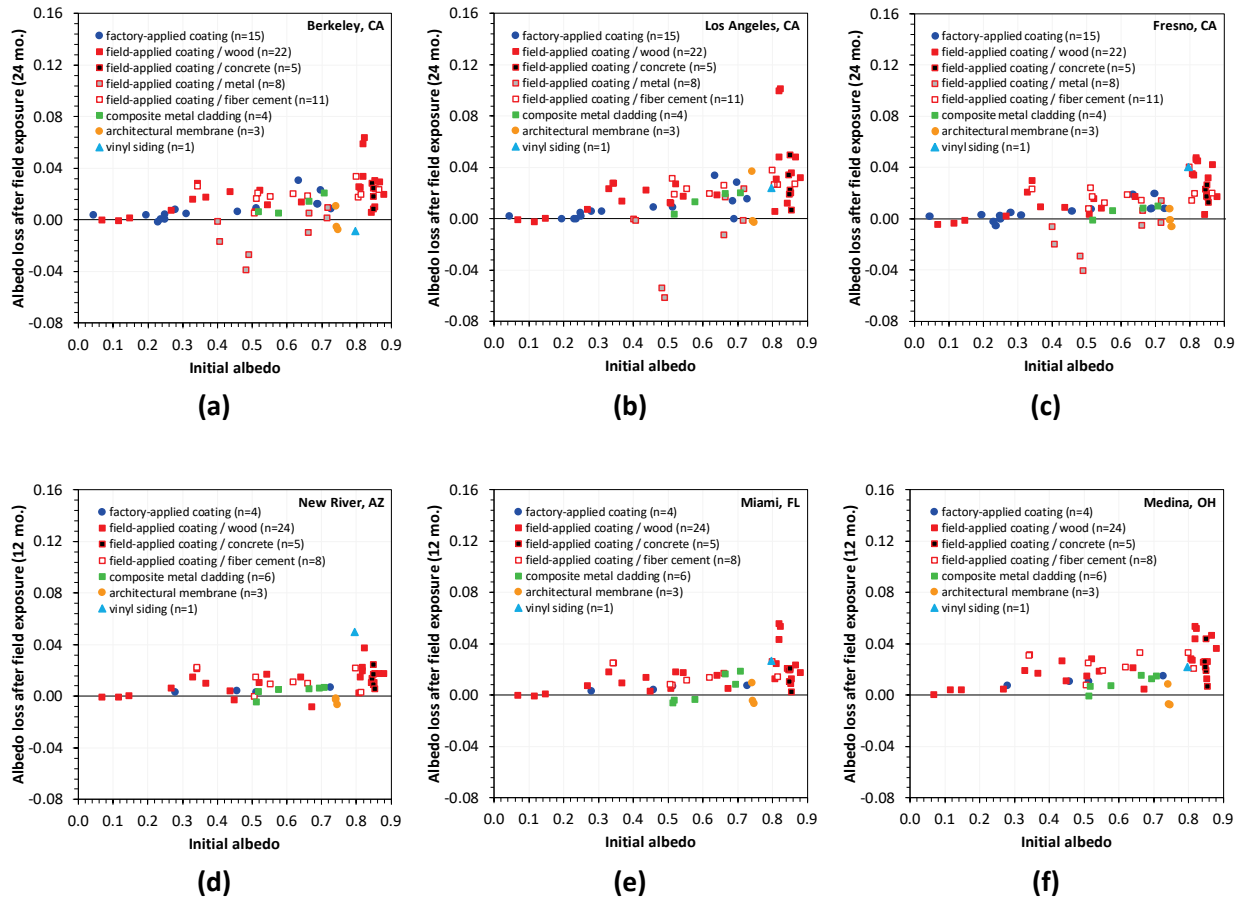 Albedo loss after field exposure (24 mo.)
0.16
0.12
0.08
0.04
0.00
-0.04
-0.08
Berkeley, CA
factory-applied coating (n=15)
field-applied coating / wood (n=22)
field-applied coating / concrete (n=5)
field-applied coating / metal (n=8)
field-applied coating / fiber cement (n=11)
composite metal cladding (n=4)
architectural membrane (n=3)
vinyl siding (n=1)
0.0 0.1 0.2 0.3 0.4 0.5 0.6 0.7 0.8 0.9
Initial albedo
(a)
Albedo loss after field exposure (24 mo.)
0.16
0.12
0.08
0.04
0.00
-0.04
-0.08
Los Angeles, CA
factory-applied coating (n=15)
field-applied coating / wood (n=22)
field-applied coating / concrete (n=5)
field-applied coating / metal (n=8)
field-applied coating / fiber cement (n=11)
composite metal cladding (n=4)
architectural membrane (n=3)
vinyl siding (n=1)
0.0 0.1 0.2 0.3 0.4 0.5 0.6 0.7 0.8 0.9
Initial albedo
(b)
Albedo loss after field exposure (24 mo.)
0.16
0.12
0.08
0.04
0.00
-0.04
-0.08
Fresno, CA
factory-applied coating (n=15)
field-applied coating / wood (n=22)
field-applied coating / concrete (n=5)
field-applied coating / metal (n=8)
field-applied coating / fiber cement (n=11)
composite metal cladding (n=4)
architectural membrane (n=3)
vinyl siding (n=1)
0.0 0.1 0.2 0.3 0.4 0.5 0.6 0.7 0.8 0.9
Initial albedo
(c)
Albedo loss after field exposure (12 mo.)
0.16
0.12
0.08
0.04
0.00
-0.04
-0.08
New River, AZ
factory-applied coating (n=4)
field-applied coating / wood (n=24)
field-applied coating / concrete (n=5)
field-applied coating / fiber cement (n=8)
composite metal cladding (n=6)
architectural membrane (n=3)
vinyl siding (n=1)
0.0 0.1 0.2 0.3 0.4 0.5 0.6 0.7 0.8 0.9
Initial albedo
(d)
Albedo loss after field exposure (12 mo.)
0.16
0.12
0.08
0.04
0.00
-0.04
-0.08
Miami, FL
factory-applied coating (n=4)
field-applied coating / wood (n=24)
field-applied coating / concrete (n=5)
field-applied coating / fiber cement (n=8)
composite metal cladding (n=6)
architectural membrane (n=3)
vinyl siding (n=1)
0.0 0.1 0.2 0.3 0.4 0.5 0.6 0.7 0.8 0.9
Initial albedo
(e)
Albedo loss after field exposure (12 mo.)
0.16
0.12
0.08
0.04
0.00
-0.04
-0.08
Medina, OH
factory-applied coating (n=4)
field-applied coating / wood (n=24)
field-applied coating / concrete (n=5)
field-applied coating / fiber cement (n=8)
composite metal cladding (n=6)
architectural membrane (n=3)
vinyl siding (n=1)
0.0 0.1 0.2 0.3 0.4 0.5 0.6 0.7 0.8 0.9
Initial albedo
(f)